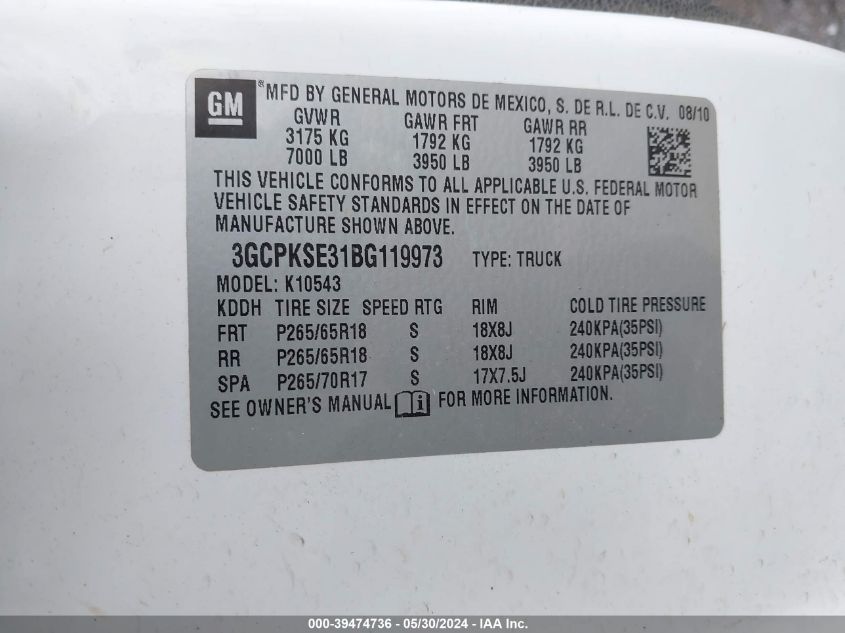 GM ® MFD BY GENERAL MOTORS DE MEXICO, S. DE R.L. DE C.V. 08/10
GVWR GAWR FRT GAWR RR
3175 KG 1792 KG 1792 KG
7000 LB 3950 LB 3950 LB
THIS VEHICLE CONFORMS TO ALL APPLICABLE U.S. FEDERAL MOTOR
VEHICLE SAFETY STANDARDS IN EFFECT ON THE DATE OF
MANUFACTURE SHOWN ABOVE.
3GCPKSE31BG119973 TYPE: TRUCK
MODEL: K10543
KDDH TIRE SIZE SPEED RTG RIM COLD TIRE PRESSURE
FRT P265/65R18 S 18X8J 240KPA(35PSI)
RR P265/65R18 S 18X8J 240KPA(35PSI)
SPA P265/70R17 S 17X7.5J 240KPA(35PSI)
SEE OWNER'S MANUAL i FOR MORE INFORMATION.
000-39474736 - 05/30/2024 - IAA Inc.